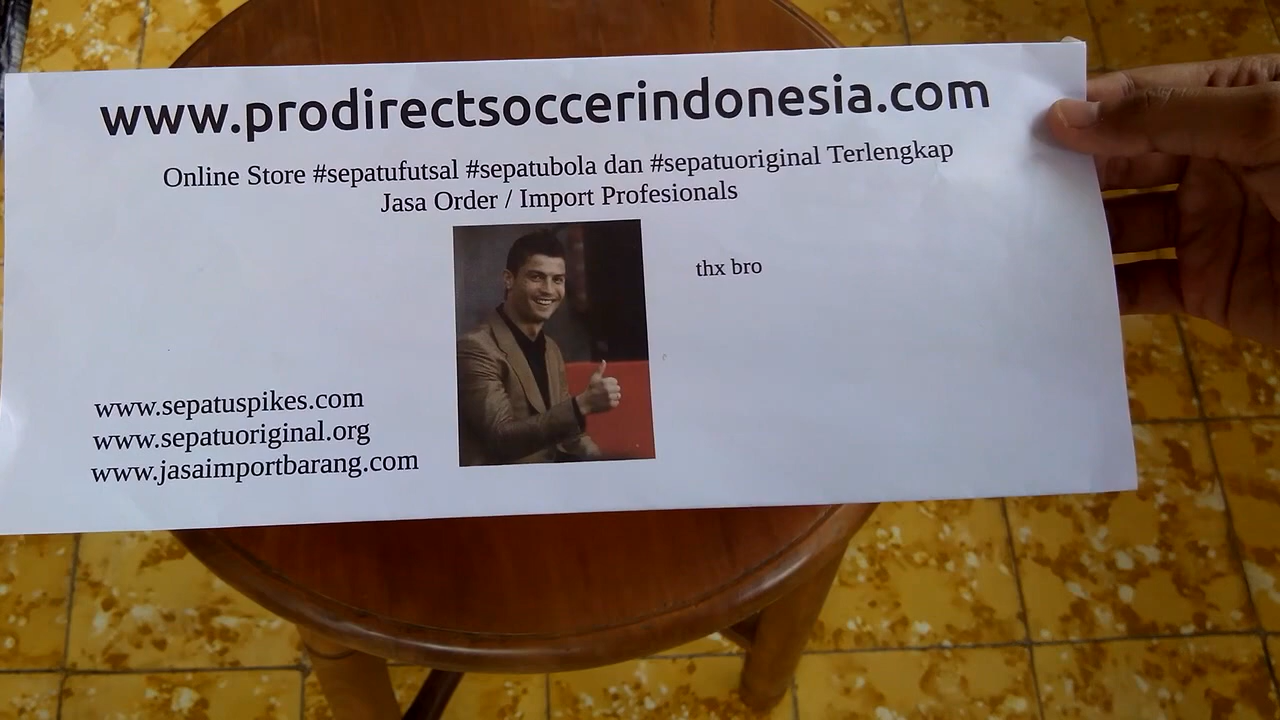 www.prodirectsoccerindonesia.com
Online Store #sepatufutsal #sepatubola dan #sepatuoriginal Terlengkap
Jasa Order / Import Profesionals
thx bro
www.sepatuspikes.com
www.sepatuoriginal.org
www.jasaimportbarang.com